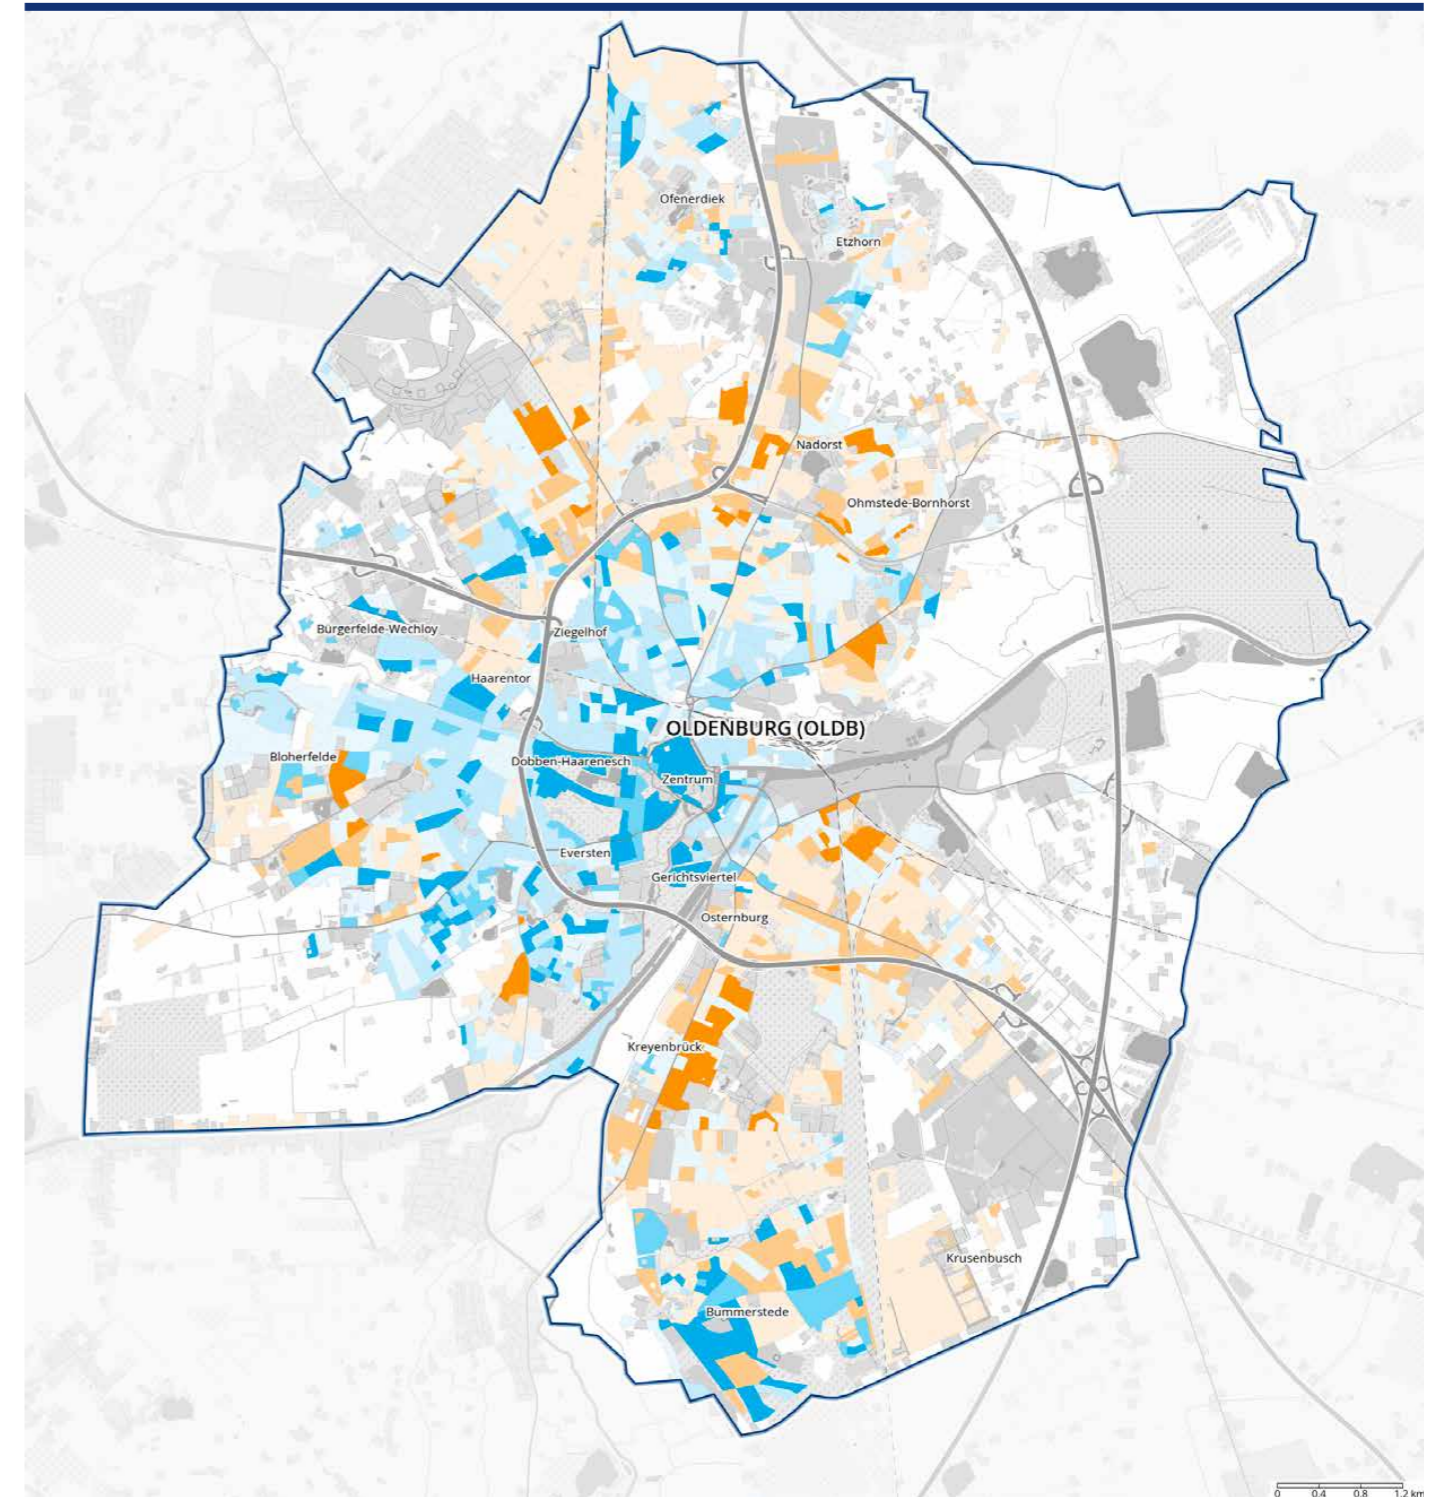 Ofenerdiek
Etzhorn
Nadorst
Ohmstede-Bornhorst
Bürgerfelde-Wechloy
Ziegelhof
Haarentor
OLDENBURG (OLDB)
Bloherfelde
Dobben-Haarenesch
Zentrum
Eversten
Gerichtsviertel
Osternburg
Kreyenbrück
Krusenbusch
Bümmerstede
0 0.4 0.8 1.2 km